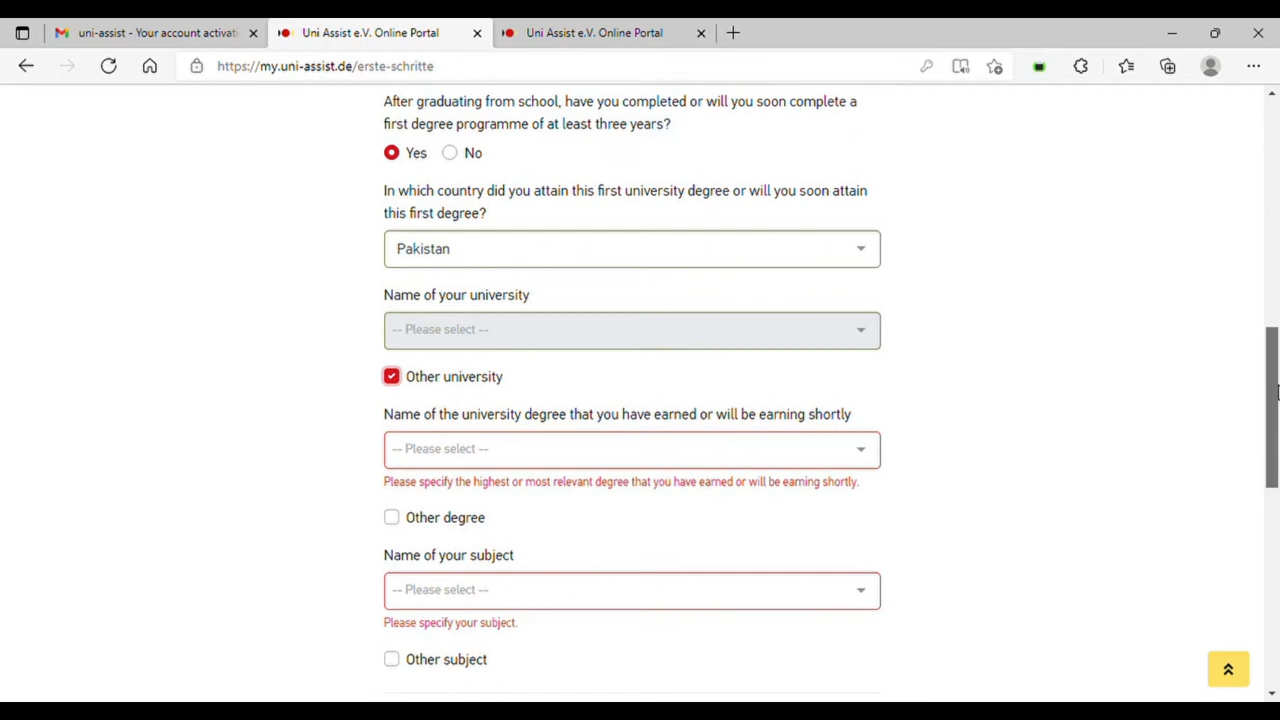 uni-assist - Your account activat
Uni Assist e.V. Online Portal
Uni Assist e.V. Online Portal
https://my.uni-assist.de/erste-schritte
After graduating from school, have you completed or will you soon complete a
first degree programme of at least three years?
Yes
No
In which country did you attain this first university degree or will you soon attain
this first degree?
Pakistan
Name of your university
-- Please select --
Other university
Name of the university degree that you have earned or will be earning shortly
-- Please select --
Please specify the highest or most relevant degree that you have earned or will be earning shortly.
Other degree
Name of your subject
-- Please select --
Please specify your subject.
Other subject